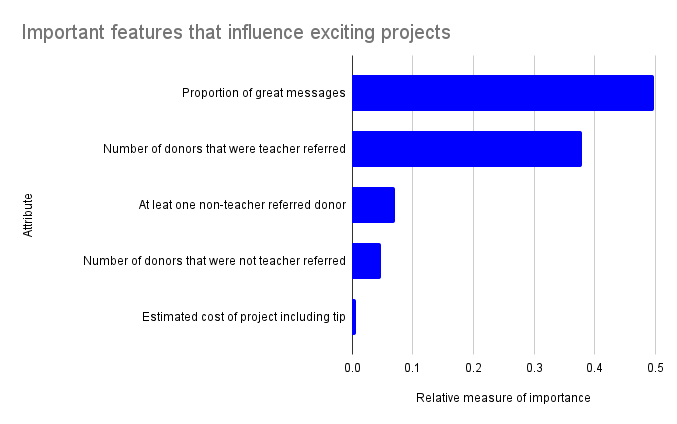 Important features that influence exciting projects
Attribute
Proportion of great messages
Number of donors that were teacher referred
At leat one non-teacher referred donor
Number of donors that were not teacher referred
Estimated cost of project including tip
0.0 0.1 0.2 0.3 0.4 0.5
Relative measure of importance